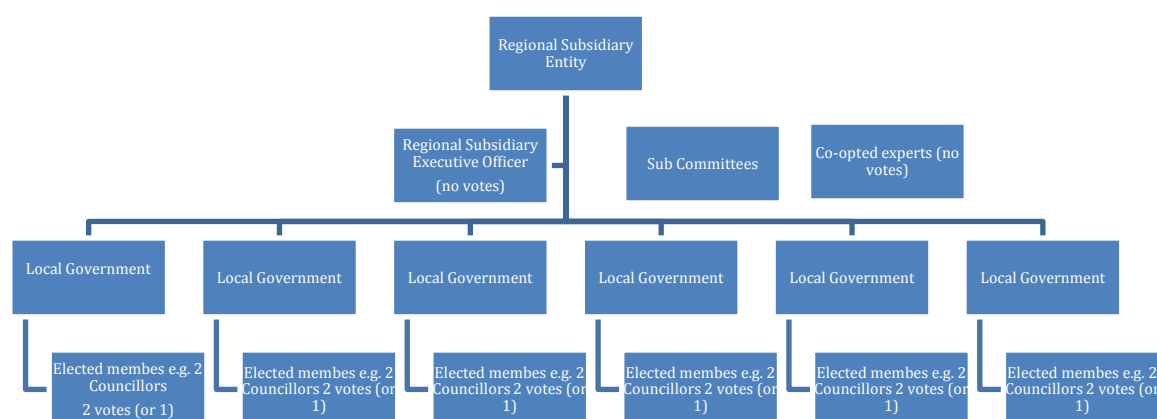 Regional Subsidiary
Entity
Regional Subsidiary
Executive Officer
(no votes)
Sub Committees
Co-opted experts (no
votes)
Local Government
Local Government
Local Government
Local Government
Local Government
Local Government
Elected membes e.g. 2
Councillors
2 votes (or 1)
Elected membes e.g. 2
Councillors 2 votes (or
1)
Elected membes e.g. 2
Councillors 2 votes (or
1)
Elected membes e.g. 2
Councillors 2 votes (or
1)
Elected membes e.g. 2
Councillors 2 votes (or
1)
Elected membes e.g. 2
Councillors 2 votes (or
1)